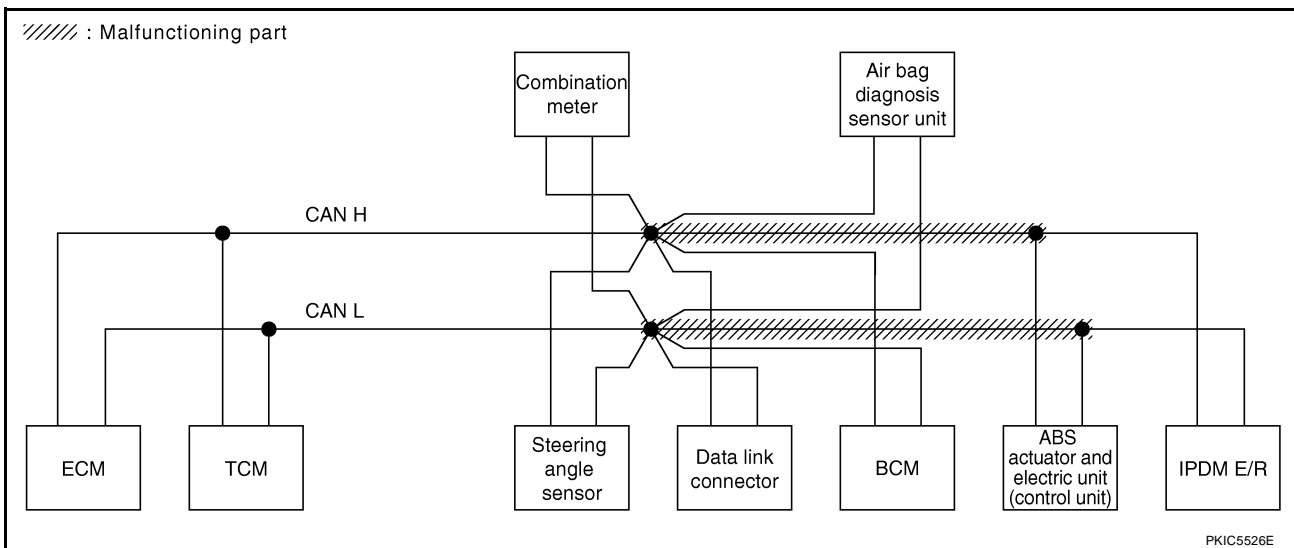 : Malfunctioning part
Combination
meter
Air bag
diagnosis
sensor unit
CAN H
CAN L
ECM
TCM
Steering
angle
sensor
Data link
connector
BCM
ABS
actuator and
electric unit
(control unit)
IPDM E/R
PKIC5526E